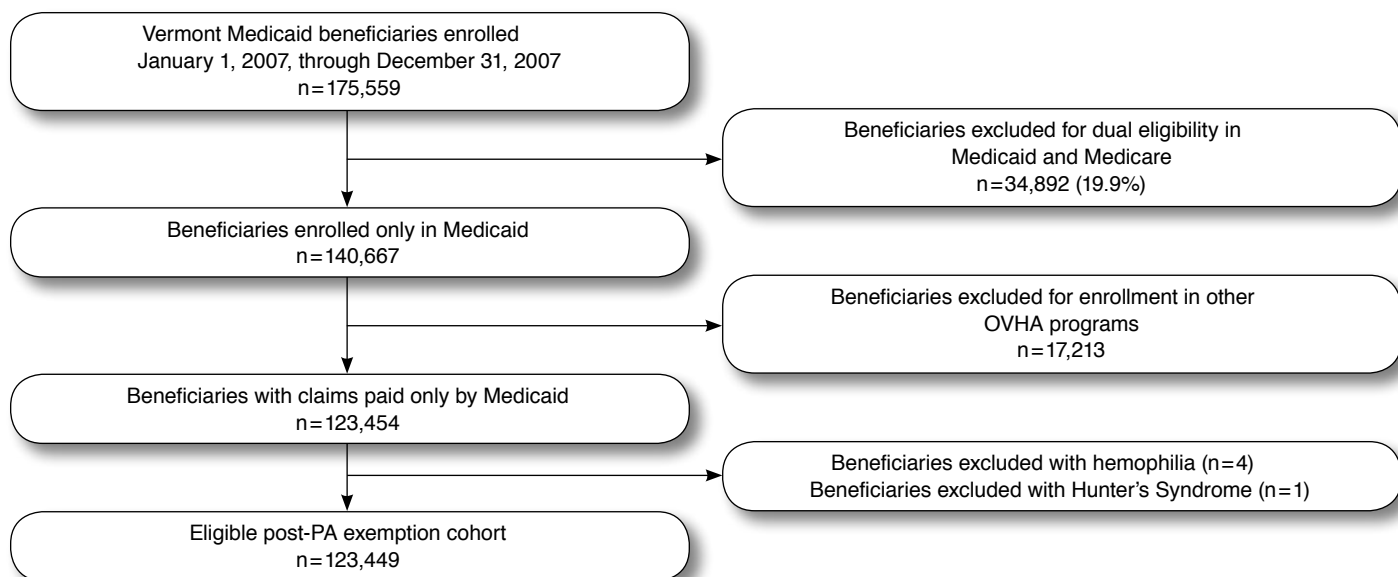 Vermont Medicaid beneficiaries enrolled
January 1, 2007, through December 31, 2007
n=175,559
Beneficiaries excluded for dual eligibility in
Medicaid and Medicare
n=34,892 (19.9%)
Beneficiaries enrolled only in Medicaid
n=140,667
Beneficiaries excluded for enrollment in other
OVHA programs
n=17,213
Beneficiaries with claims paid only by Medicaid
n=123,454
Beneficiaries excluded with hemophilia (n=4)
Beneficiaries excluded with Hunter's Syndrome (n=1)
Eligible post-PA exemption cohort
n=123,449